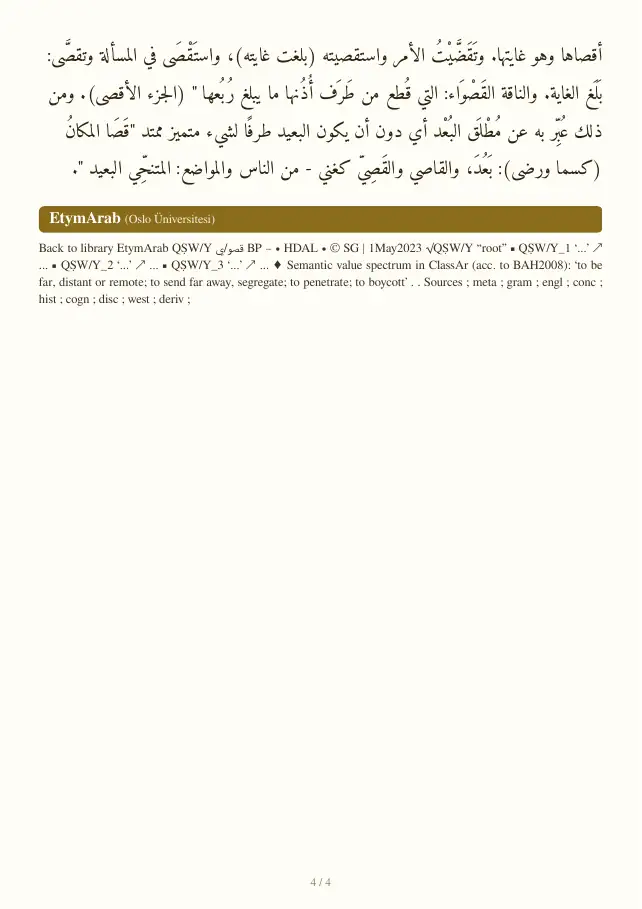 أقصاها وهو غايتها. وتَقَصَّيْتُ الأمر واستقصيته (بلغت غايته)، واستَقْصَى في المسألة وتقصَّى:
بَلَغ الغاية. والناقة القَصْوَاء: التي قُطع من طَرَف أُذُنها ما يبلغ رُبُعها " (الجزء الأقصى). ومن
ذلك عُبِّر به عن مُطْلَق البُعْد أي دون أن يكون البعيد طرفًا لشيء متميز ممتد "قَصَا المكانُ
(كسما ورضى): بَعُدَ، والقاصي والقَصِيّ كغني - من الناس والمواضع: المتنحِّي البعيد ".
EtymArab (Oslo Üniversitesi)
Back to library EtymArab QṢW/Y قصو/ي BP – • HDAL • © SG | 1May2023 √QṢW/Y “root” ▪ QṢW/Y_1 ‘...’ ↗
... ▪ QṢW/Y_2 ‘...’ ↗ ... ▪ QṢW/Y_3 ‘...’ ↗ ... ♦ Semantic value spectrum in ClassAr (acc. to BAH2008): ‘to be
far, distant or remote; to send far away, segregate; to penetrate; to boycott’ . . Sources ; meta ; gram ; engl ; conc ;
hist ; cogn ; disc ; west ; deriv ;
4 / 4